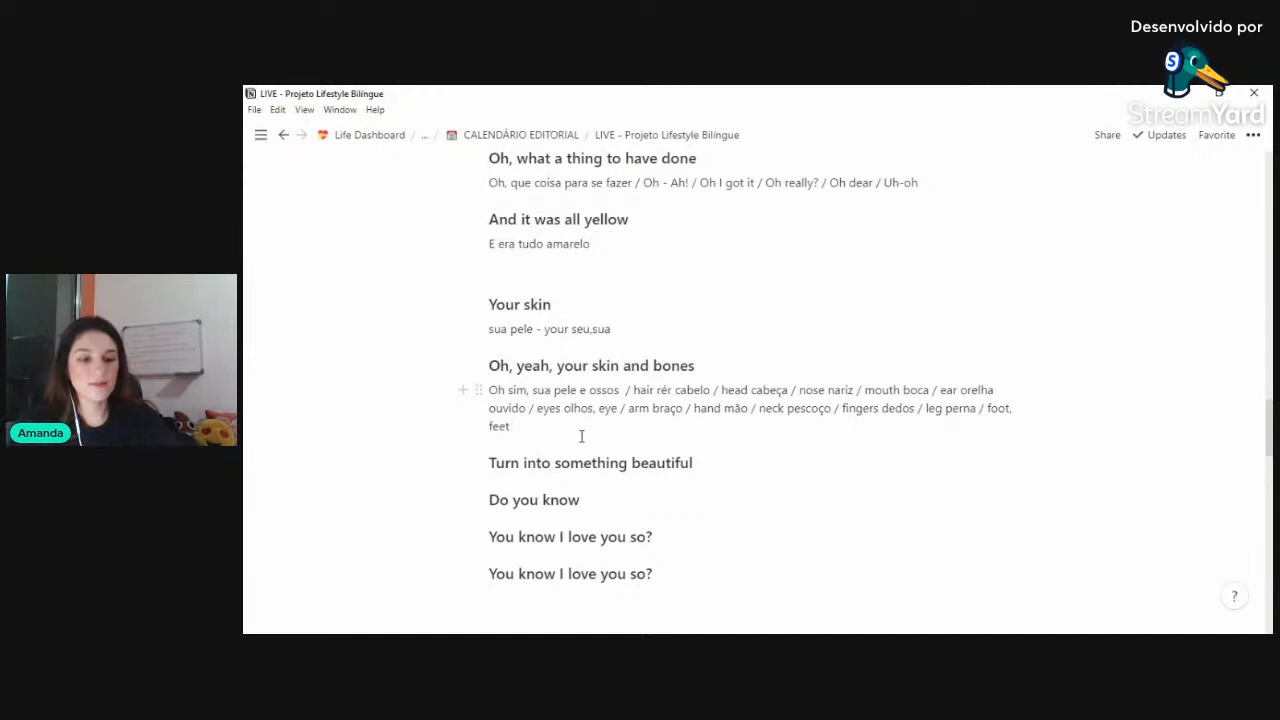 Desenvolvido por
S
StreamYard
LIVE - Projeto Lifestyle Bilíngue
File Edit View Window Help
Life Dashboard / ... / CALENDÁRIO EDITORIAL / LIVE - Projeto Lifestyle Bilíngue
Share Updates Favorite
Oh, what a thing to have done
Oh, que coisa para se fazer / Oh - Ah! / Oh I got it / Oh really? / Oh dear / Uh-oh
And it was all yellow
E era tudo amarelo
Your skin
sua pele - your seu,sua
Oh, yeah, your skin and bones
Oh sim, sua pele e ossos / hair rér cabelo / head cabeça / nose nariz / mouth boca / ear orelha
ouvido / eyes olhos, eye / arm braço / hand mão / neck pescoço / fingers dedos / leg perna / foot,
feet
Turn into something beautiful
Do you know
You know I love you so?
You know I love you so?
?
Amanda